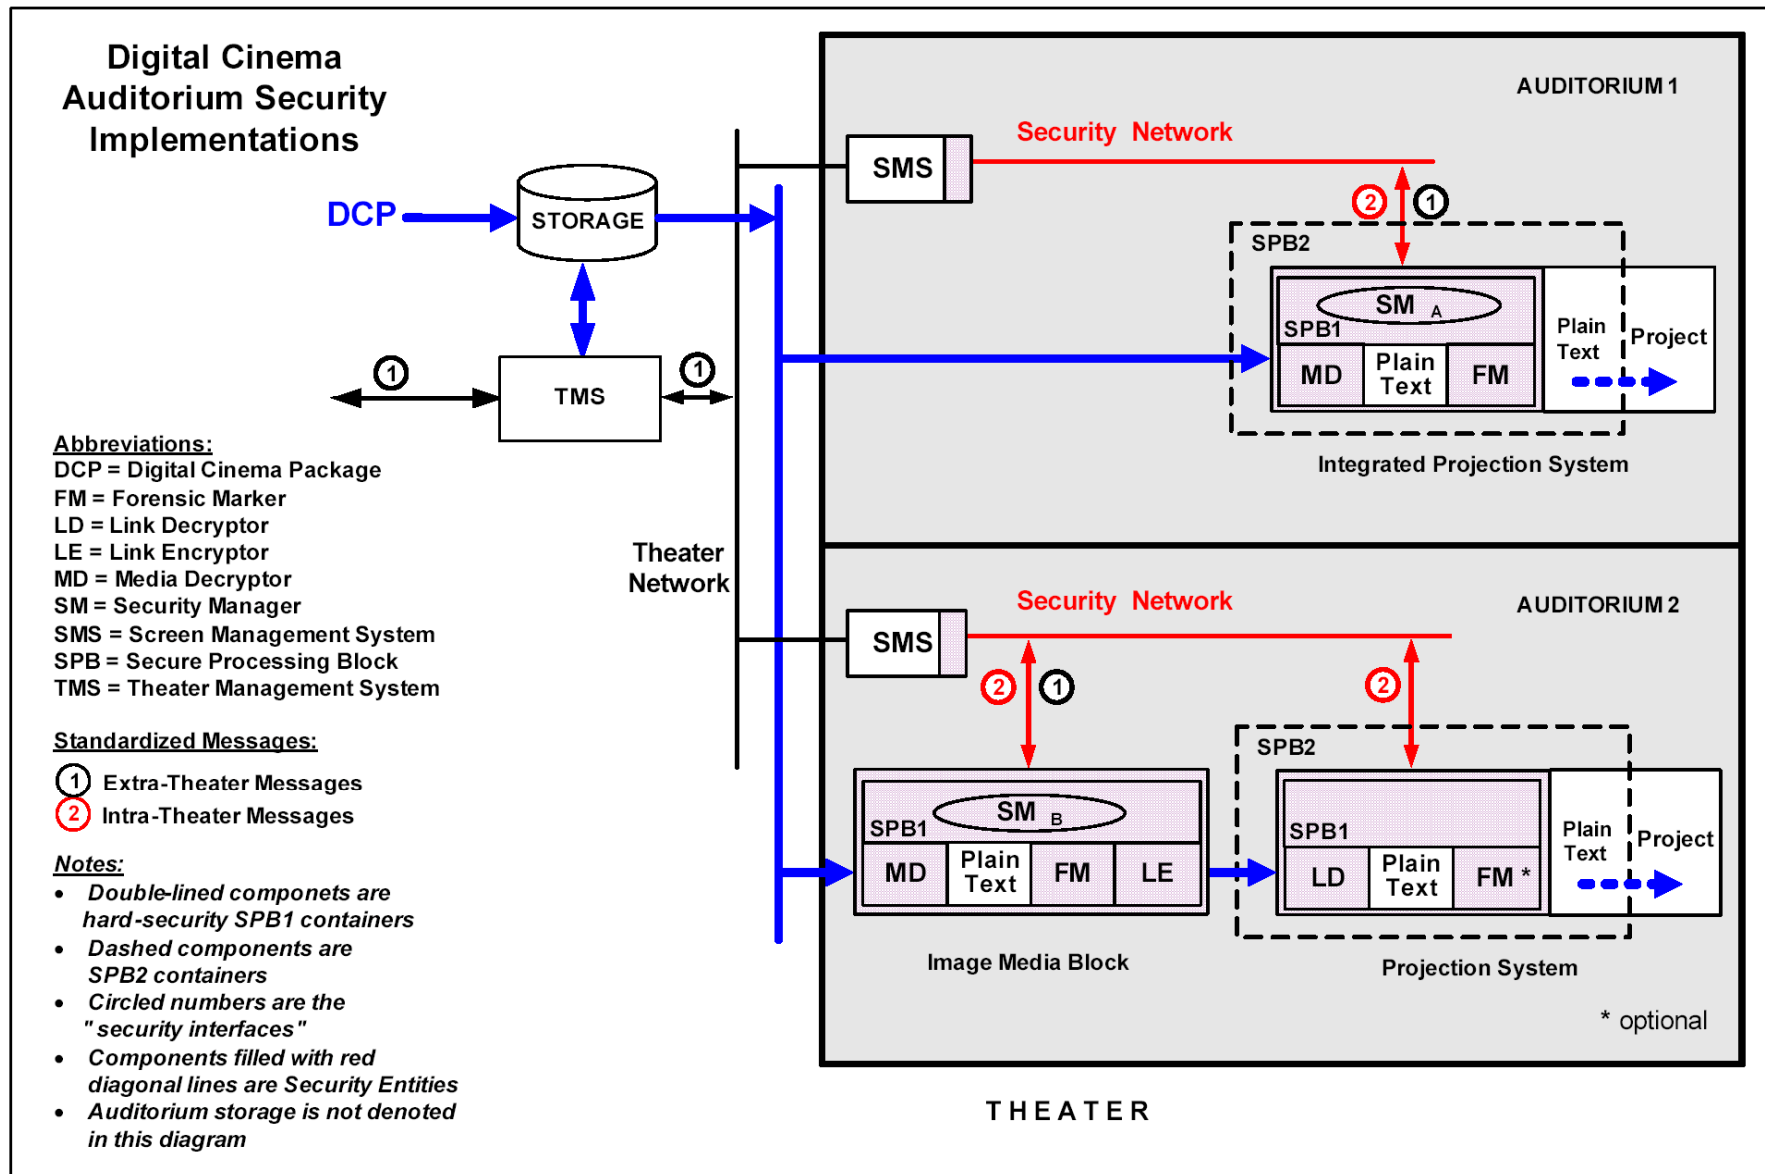 Digital Cinema
Auditorium Security
Implementations
DCP
STORAGE
TMS
1
1
Abbreviations:
DCP = Digital Cinema Package
FM = Forensic Marker
LD = Link Decryptor
LE = Link Encryptor
MD = Media Decryptor
SM = Security Manager
SMS = Screen Management System
SPB = Secure Processing Block
TMS = Theater Management System
Standardized Messages:
1 Extra-Theater Messages
2 Intra-Theater Messages
Notes:
• Double-lined componets are
hard-security SPB1 containers
• Dashed components are
SPB2 containers
• Circled numbers are the
"security interfaces"
• Components filled with red
diagonal lines are Security Entities
• Auditorium storage is not denoted
in this diagram
Theater
Network
AUDITORIUM 1
SMS
Security Network
2 1
SPB2
SM A
SPB1
MD
Plain
Text
FM
Plain
Text
Project
Integrated Projection System
AUDITORIUM 2
SMS
Security Network
2 1
2
SM B
SPB1
MD
Plain
Text
FM
LE
Image Media Block
SPB2
SPB1
LD
Plain
Text
FM *
Plain
Text
Project
Projection System
* optional
THEATER